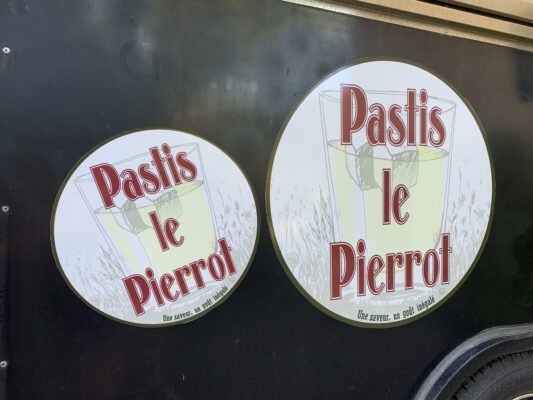 Pastis
le
Pierrot
Une saveur, un goût inégalé
Pastis
le
Pierrot
Une saveur, un goût inégalé